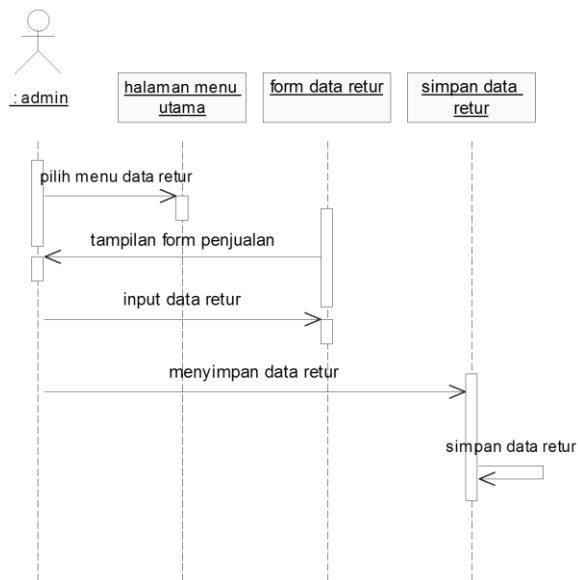 : admin
halaman menu
utama
form data retur
simpan data
retur
pilih menu data retur
tampilan form penjualan
input data retur
menyimpan data retur
simpan data retur